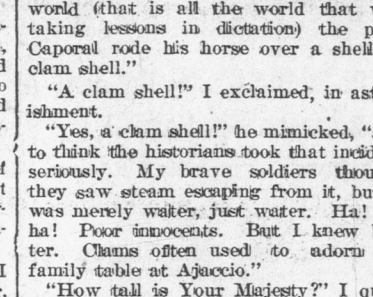 world (that is all the world that
taking lessons in dictation) the p
Caporal rode his horse over a shell
clam shell."
"A clam shell!" I exclaimed, in ast
ishment.
"Yes, a clam shell!" he mimicked, "
to think the historians took that incid
seriously. My brave soldiers thou
they saw steam escaping from it, bu
was merely water, just water. Ha!
ha! Poor innocents. But I knew
ter. Clams often used to adorn
family table at Ajaccio."
"How tall is Your Majesty?" I qu